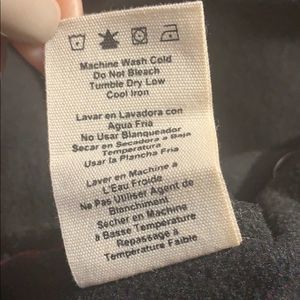 Machine Wash Cold
Do Not Bleach
Tumble Dry Low
Cool Iron
Lavar en Lavadora con
Agua Fria
No Usar Blanqueador
Secar en Secadora a Baja
Temperatura
Usar la Plancha Fria
Laver en Machine à
L'Eau Froide
Ne Pas Utiliser Agent de
Blanchiment
Sécher en Machine
à Basse Température
Repassage à
Température Faible